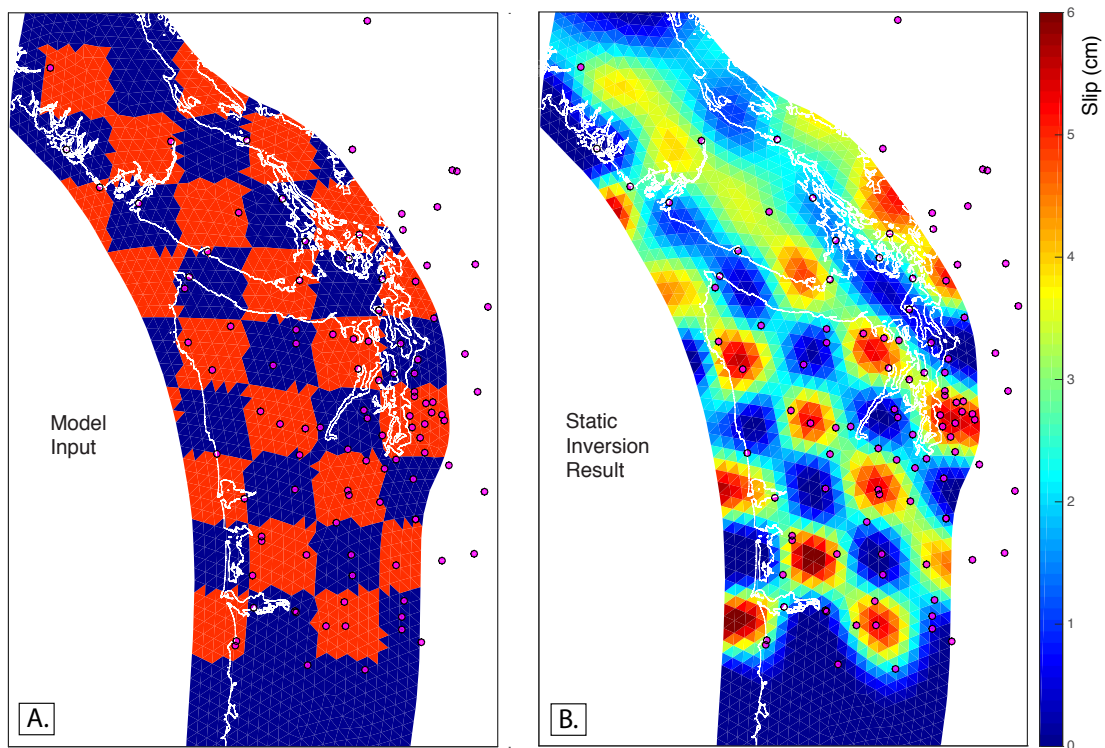 Model
Input
A.
Static
Inversion
Result
B.
Slip (cm)
6
5
4
3
2
1
0